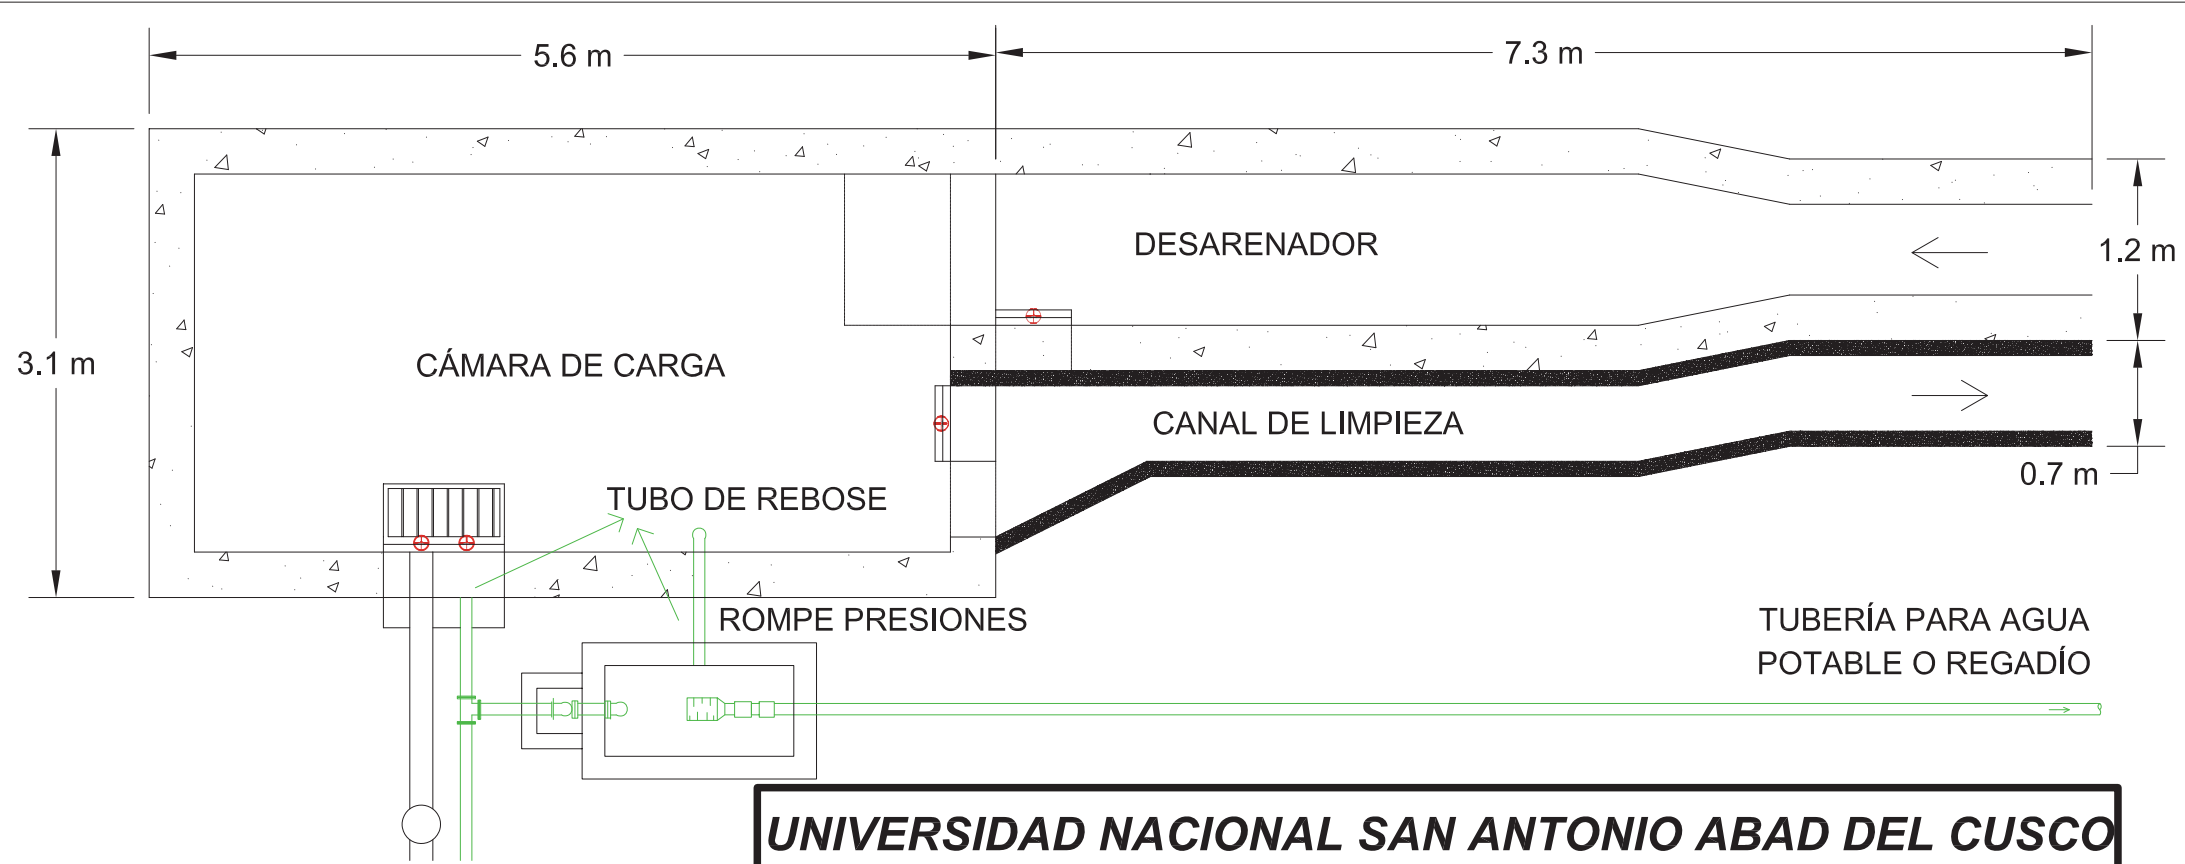 5.6 m
7.3 m
DESARENADOR
1.2 m
3.1 m
CÁMARA DE CARGA
CANAL DE LIMPIEZA
0.7 m
TUBO DE REBOSE
ROMPE PRESIONES
TUBERÍA PARA AGUA
POTABLE O REGADÍO
UNIVERSIDAD NACIONAL SAN ANTONIO ABAD DEL CUSCO